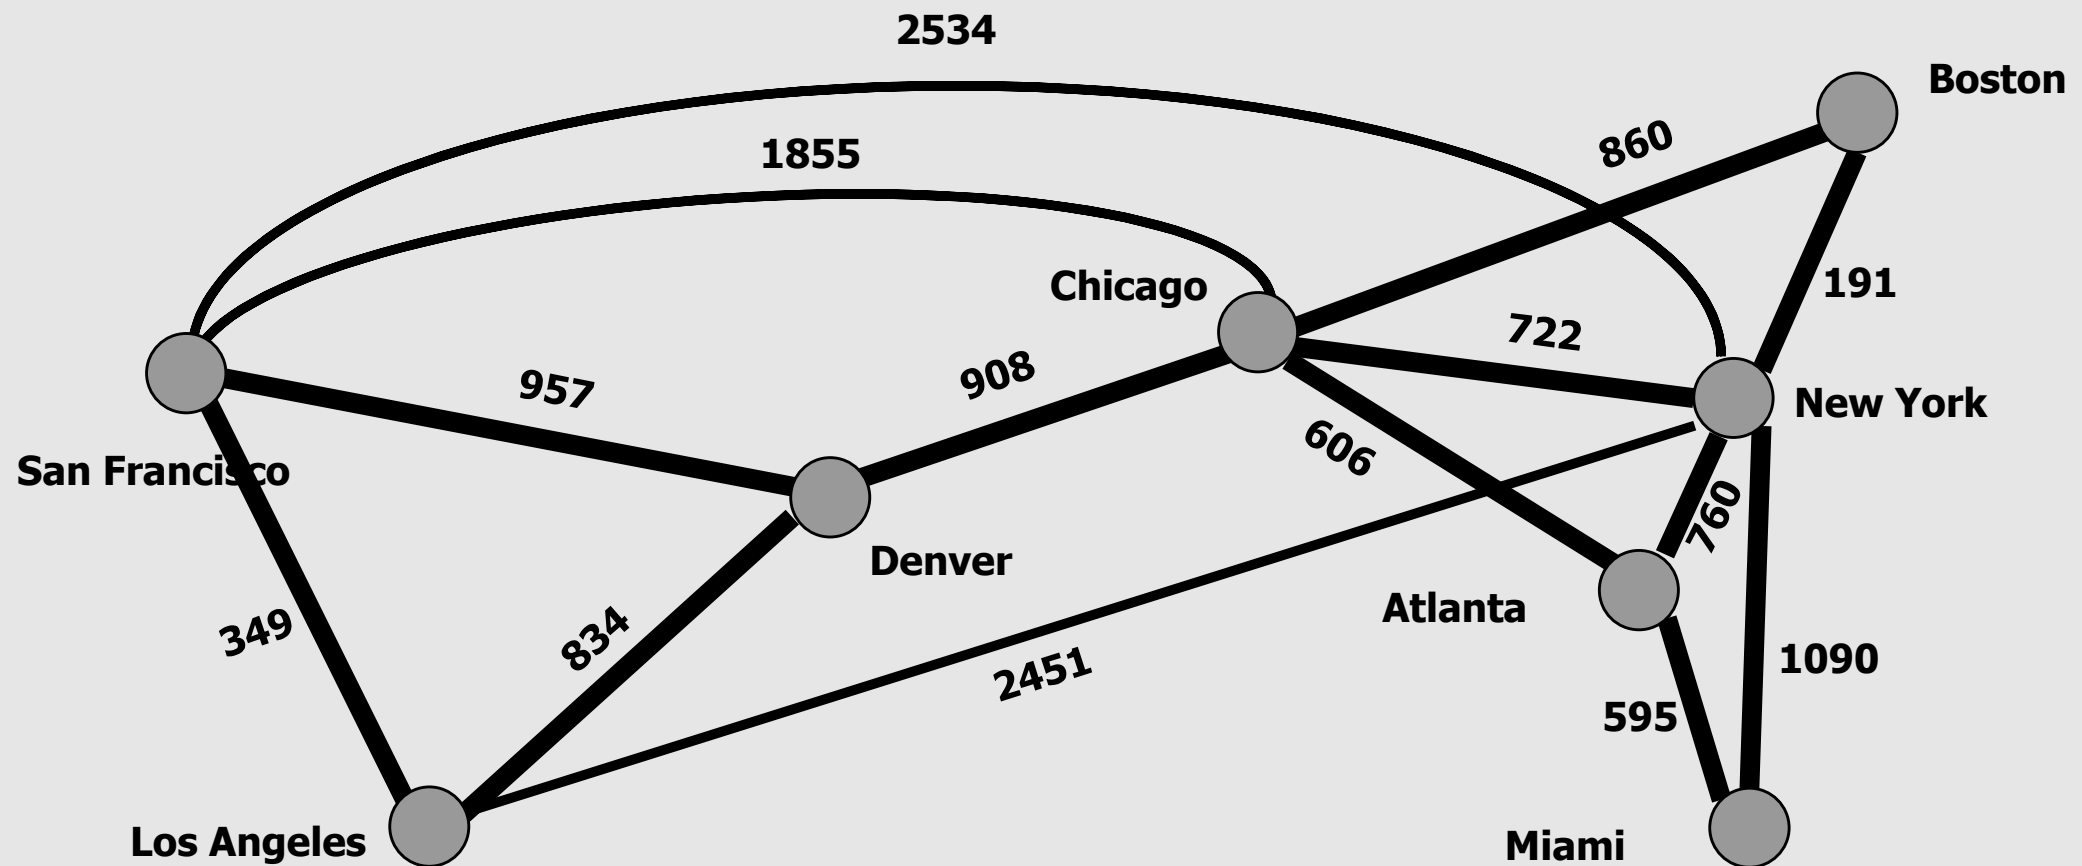 2534
Boston
860
1855
Chicago
191
722
908
957
New York
606
San Francisco
760
Denver
Atlanta
349
834
2451
1090
595
Los Angeles
Miami